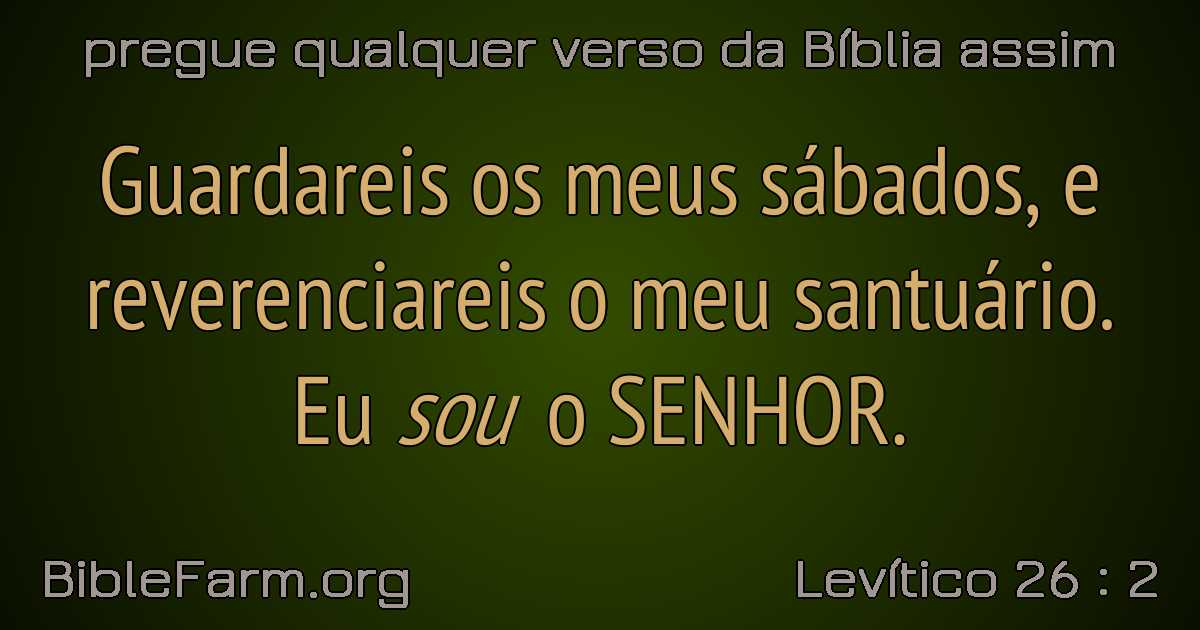 pregue qualquer verso da Bíblia assim
Guardareis os meus sábados, e
reverenciareis o meu santuário.
Eu sou o SENHOR.
BibleFarm.org
Levítico 26 : 2